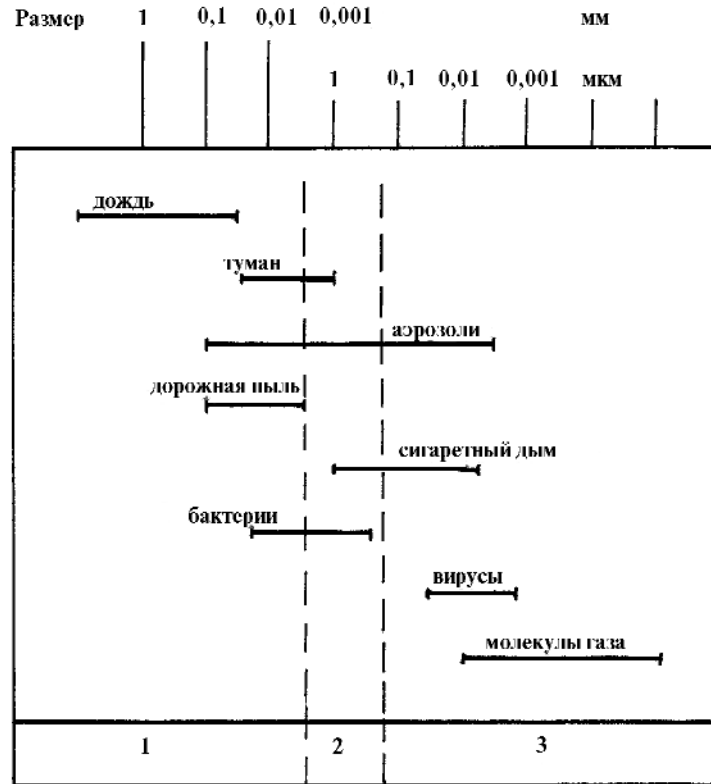 Размер 1 0,1 0,01 0,001 мм
1 0,1 0,01 0,001 мкм
дождь
туман
аэрозоли
дорожная пыль
сигаретный дым
бактерии
вирусы
молекулы газа
1 2 3